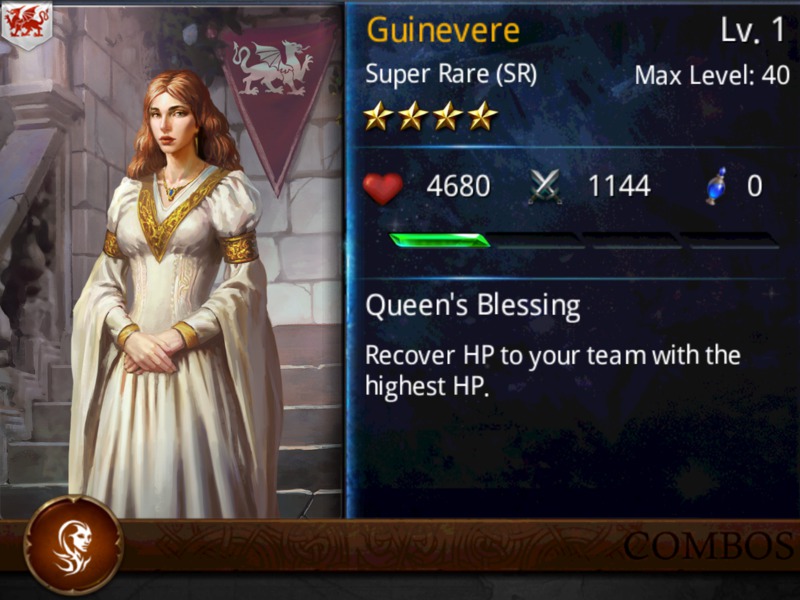 Guinevere
Lv. 1
Super Rare (SR)
Max Level: 40
4680
1144
0
Queen's Blessing
Recover HP to your team with the
highest HP.
COMBOS